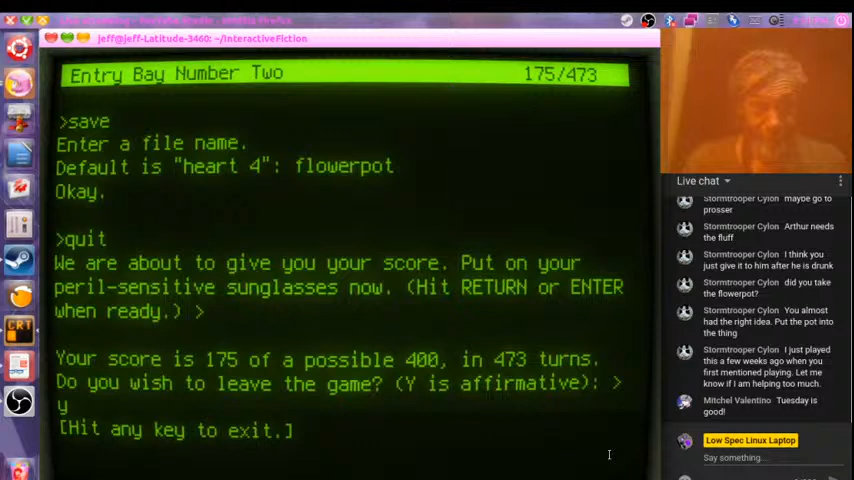 jeff@jeff-Latitude-3460: ~/InteractiveFiction
Entry Bay Number Two 175/473
>save
Enter a file name.
Default is "heart 4": flowerpot
Okay.
>quit
We are about to give you your score. Put on your
peril-sensitive sunglasses now. (Hit RETURN or ENTER
when ready.) >
Your score is 175 of a possible 400, in 473 turns.
Do you wish to leave the game? (Y is affirmative): >
y
[Hit any key to exit.]
CRT
Live chat
Stormtrooper Cylon maybe go to
prosser
Stormtrooper Cylon Arthur needs
the fluff
Stormtrooper Cylon I think you
just give it to him after he is drunk
Stormtrooper Cylon did you take
the flowerpot?
Stormtrooper Cylon You almost
had the right idea. Put the pot into
the thing
Stormtrooper Cylon I just played
this a few weeks ago when you
first mentioned playing. Let me
know if I am helping too much.
Mitchel Valentino Tuesday is
good!
Low Spec Linux Laptop
Say something...